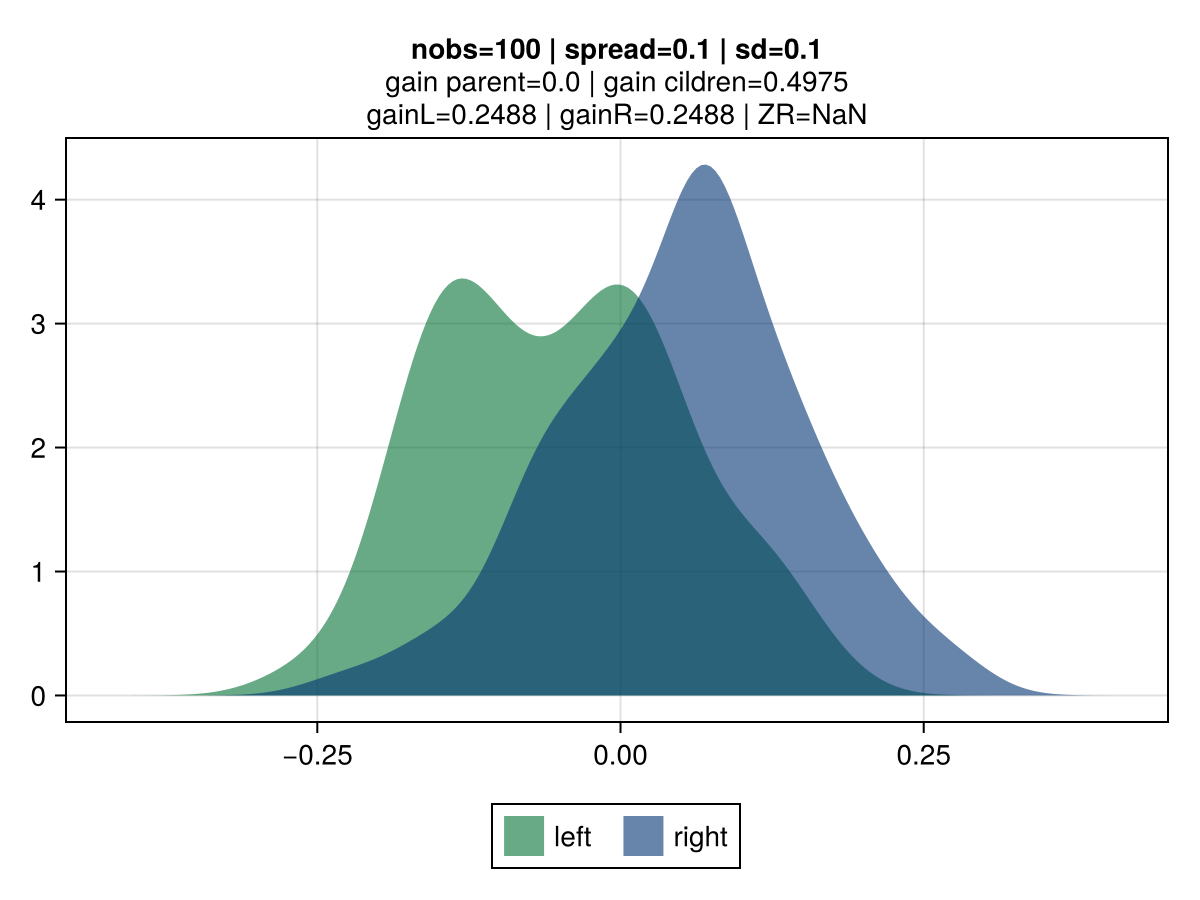 nobs=100 | spread=0.1 | sd=0.1
gain parent=0.0 | gain cildren=0.4975
gainL=0.2488 | gainR=0.2488 | ZR=NaN
4
3
2
1
0
−0.25 0.00 0.25
left right